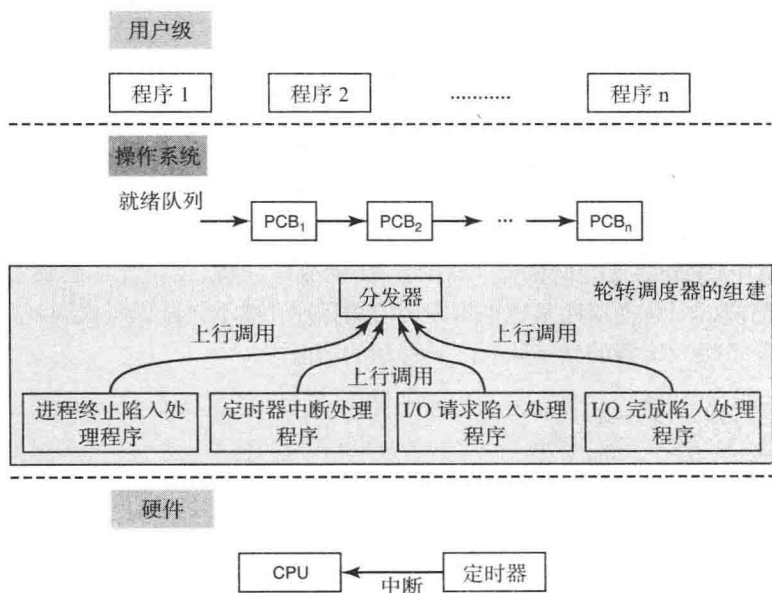 用户级
程序 1
程序 2
...........
程序 n
操作系统
就绪队列
PCB₁
PCB₂
...
PCBₙ
分发器
轮转调度器的组建
上行调用
上行调用
上行调用
进程终止陷入处
理程序
定时器中断处理
程序
I/O 请求陷入处理
程序
I/O 完成陷入处理
程序
硬件
CPU
中断
定时器